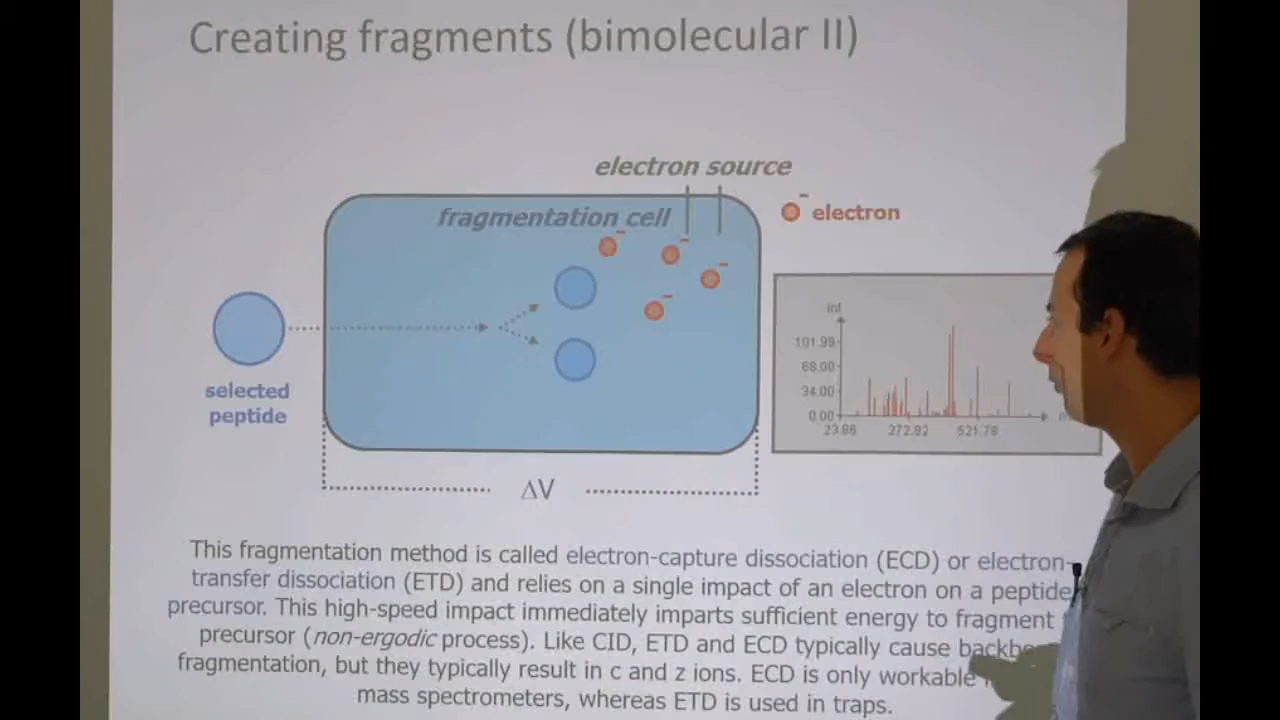 Creating fragments (bimolecular II)
electron source
fragmentation cell
electron
selected
peptide
int
101.99
68.00
34.00
0.00
23.86 272.92 521.78
ΔV
This fragmentation method is called electron-capture dissociation (ECD) or electron-
transfer dissociation (ETD) and relies on a single impact of an electron on a peptide
precursor. This high-speed impact immediately imparts sufficient energy to fragment
precursor (non-ergodic process). Like CID, ETD and ECD typically cause
fragmentation, but they typically result in c and z ions. ECD is only workable
mass spectrometers, whereas ETD is used in traps.